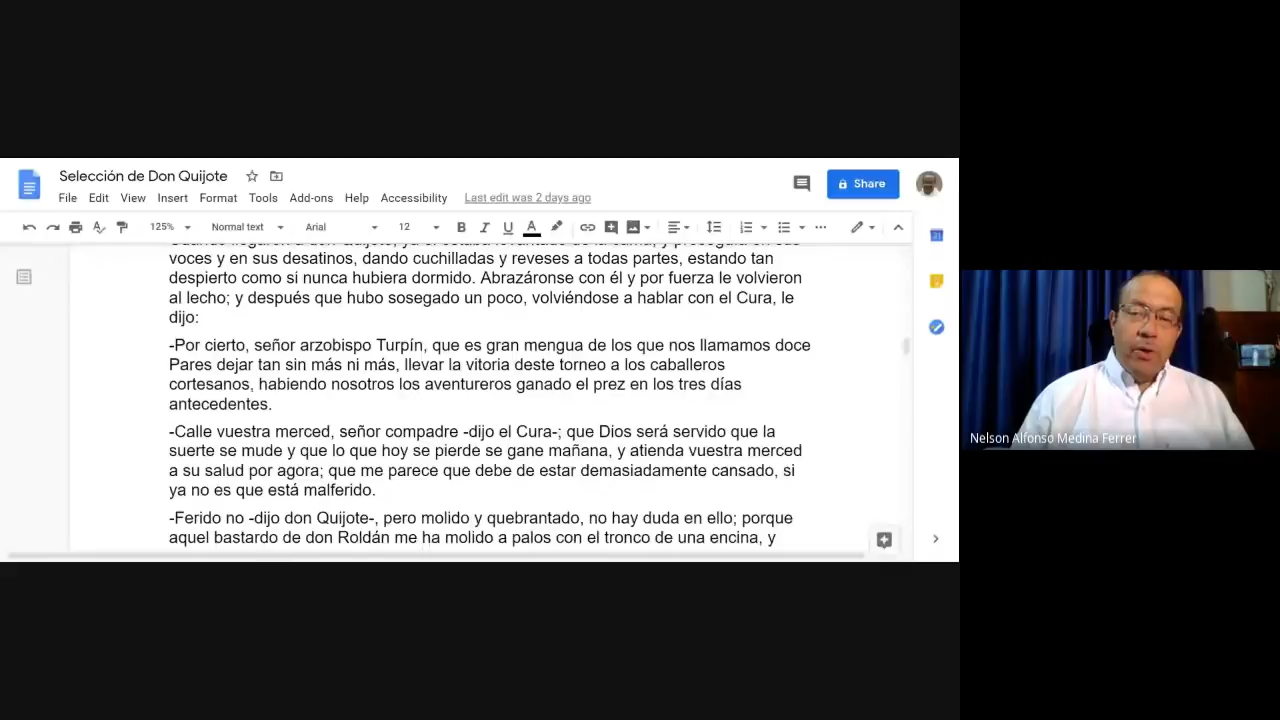 Selección de Don Quijote
Share
File Edit View Insert Format Tools Add-ons Help Accessibility Last edit was 2 days ago
125% Normal text Arial 12 B I U A
voces y en sus desatinos, dando cuchilladas y reveses a todas partes, estando tan
despierto como si nunca hubiera dormido. Abrazáronse con él y por fuerza le volvieron
al lecho; y después que hubo sosegado un poco, volviéndose a hablar con el Cura, le
dijo:
-Por cierto, señor arzobispo Turpín, que es gran mengua de los que nos llamamos doce
Pares dejar tan sin más ni más, llevar la vitoria deste torneo a los caballeros
cortesanos, habiendo nosotros los aventureros ganado el prez en los tres días
antecedentes.
-Calle vuestra merced, señor compadre -dijo el Cura-; que Dios será servido que la
suerte se mude y que lo que hoy se pierde se gane mañana, y atienda vuestra merced
a su salud por agora; que me parece que debe de estar demasiadamente cansado, si
ya no es que está malferido.
-Ferido no -dijo don Quijote-, pero molido y quebrantado, no hay duda en ello; porque
aquel bastardo de don Roldán me ha molido a palos con el tronco de una encina, y
31
Nelson Alfonso Medina Ferrer